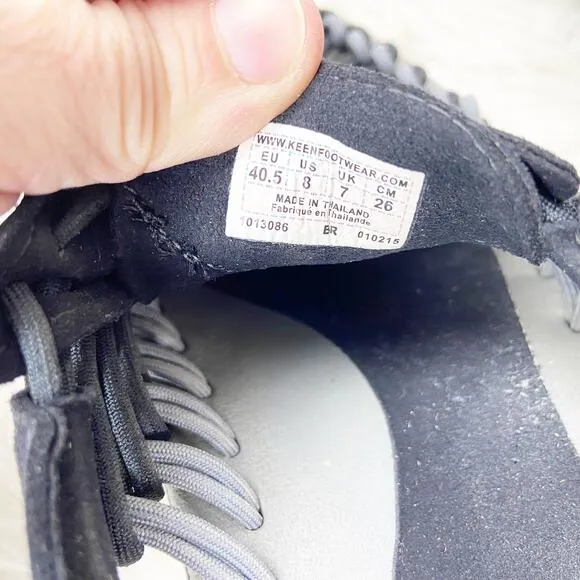 WWW.KEENFOOTWEAR.COM
EU US UK CM
40.5 8 7 26
MADE IN THAILAND
Fabriqué en Thaïlande
1013086 BR 010215